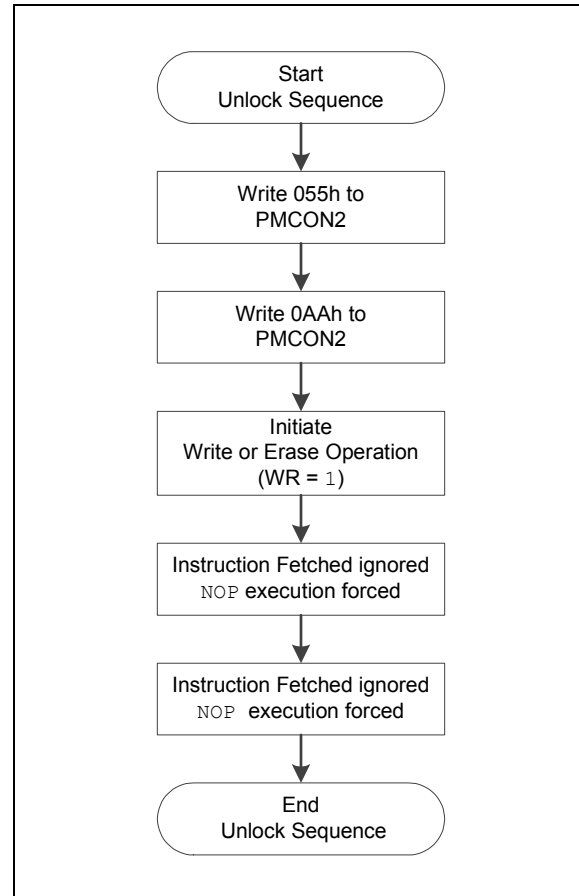 Start
Unlock Sequence
Write 055h to
PMCON2
Write 0AAh to
PMCON2
Initiate
Write or Erase Operation
(WR = 1)
Instruction Fetched ignored
NOP execution forced
Instruction Fetched ignored
NOP execution forced
End
Unlock Sequence